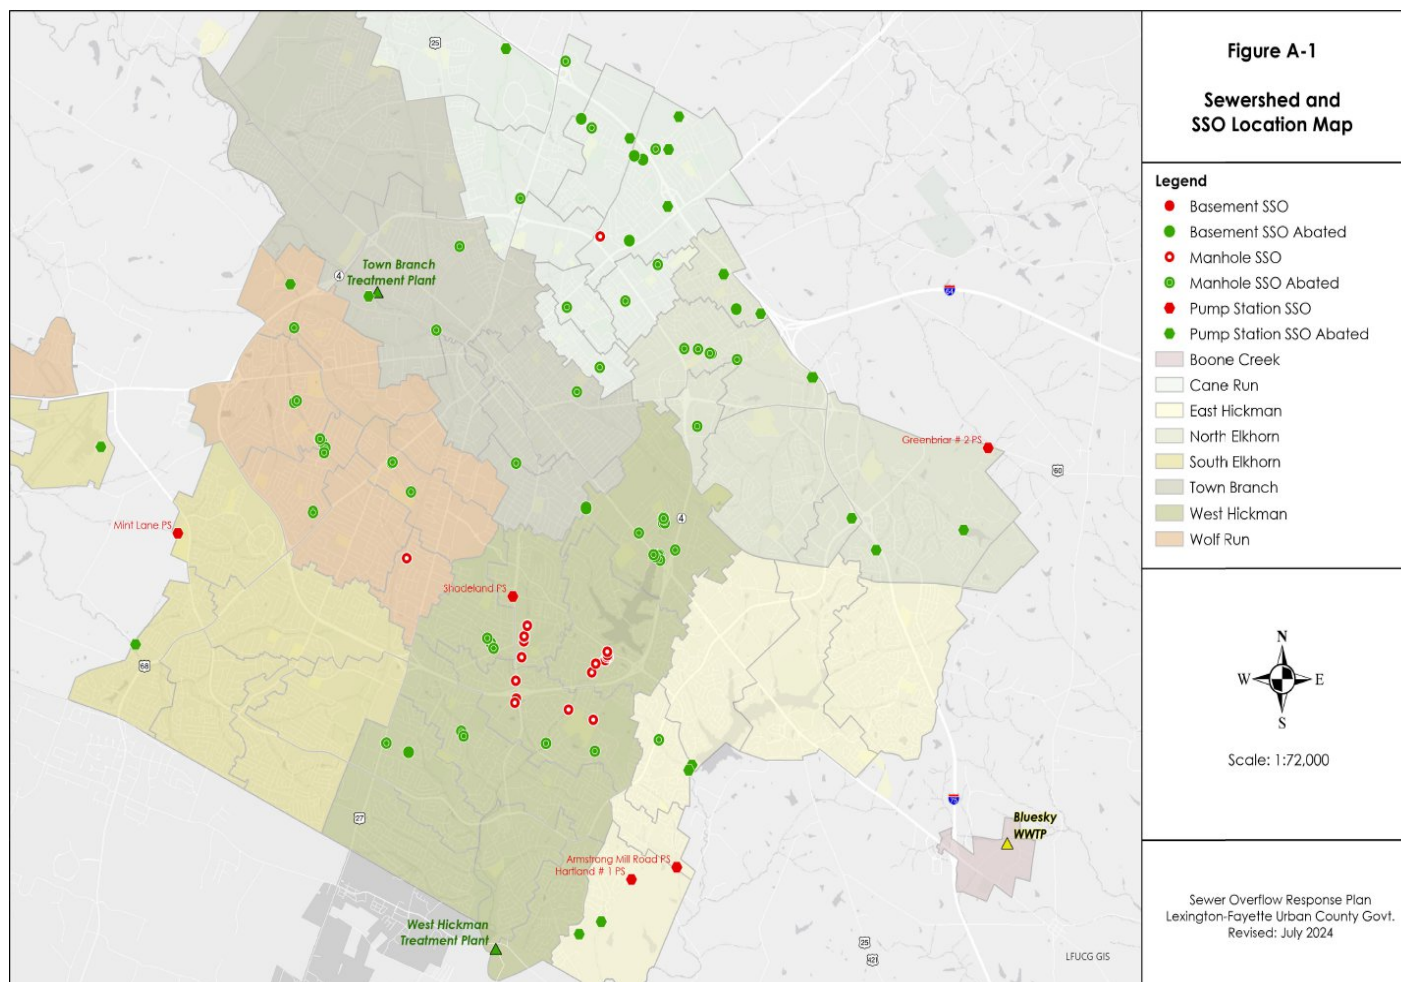 Figure A-1
Sewershed and
SSO Location Map
Legend
Basement SSO
Basement SSO Abated
Manhole SSO
Manhole SSO Abated
Pump Station SSO
Pump Station SSO Abated
Boone Creek
Cane Run
East Hickman
North Elkhorn
South Elkhorn
Town Branch
West Hickman
Wolf Run
N
W E
S
Scale: 1:72,000
Sewer Overflow Response Plan
Lexington-Fayette Urban County Govt.
Revised: July 2024
25
4
Town Branch
Treatment Plant
64
Greenbriar # 2 PS
60
Mint Lane PS
4
Shadeland PS
68
27
75
Bluesky
WWTP
Armstrong Mill Road PS
Hartland # 1 PS
West Hickman
Treatment Plant
25
421
LFUCG GIS